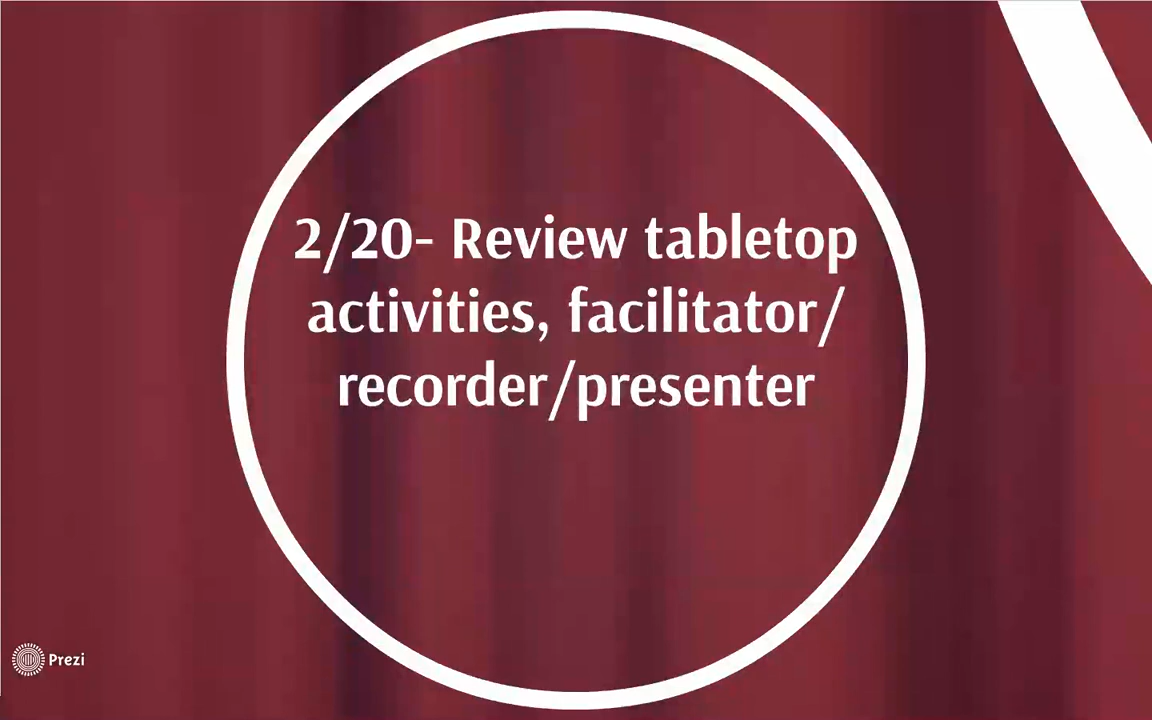 2/20- Review tabletop
activities, facilitator/
recorder/presenter
Prezi